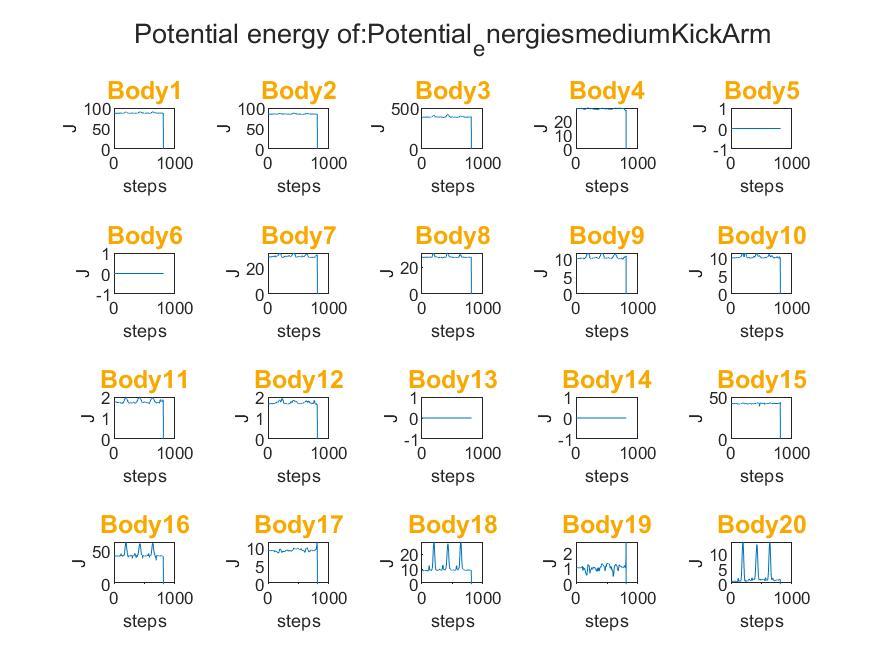 Potential energy of:Potential_energiesmediumKickArm
Body1 Body2 Body3 Body4 Body5
100 100 500 20 1
J 50 J 50 J J 10 J 0
0 0 0 0 -1
0 1000 0 1000 0 1000 0 1000 0 1000
steps steps steps steps steps
Body6 Body7 Body8 Body9 Body10
1 20 20 10 10
J 0 J J J 5 J 5
-1 0 0 0 0
0 1000 0 1000 0 1000 0 1000 0 1000
steps steps steps steps steps
Body11 Body12 Body13 Body14 Body15
2 2 1 1 50
J 1 J 1 J 0 J 0 J
0 0 -1 -1 0
0 1000 0 1000 0 1000 0 1000 0 1000
steps steps steps steps steps
Body16 Body17 Body18 Body19 Body20
50 10 20 2 10
J J 5 J 10 J 1 J 5
0 0 0 0 0
0 1000 0 1000 0 1000 0 1000 0 1000
steps steps steps steps steps